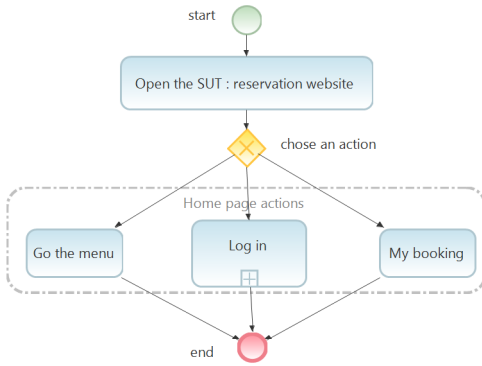 start
Open the SUT : reservation website
chose an action
Home page actions
Go the menu
Log in
My booking
end